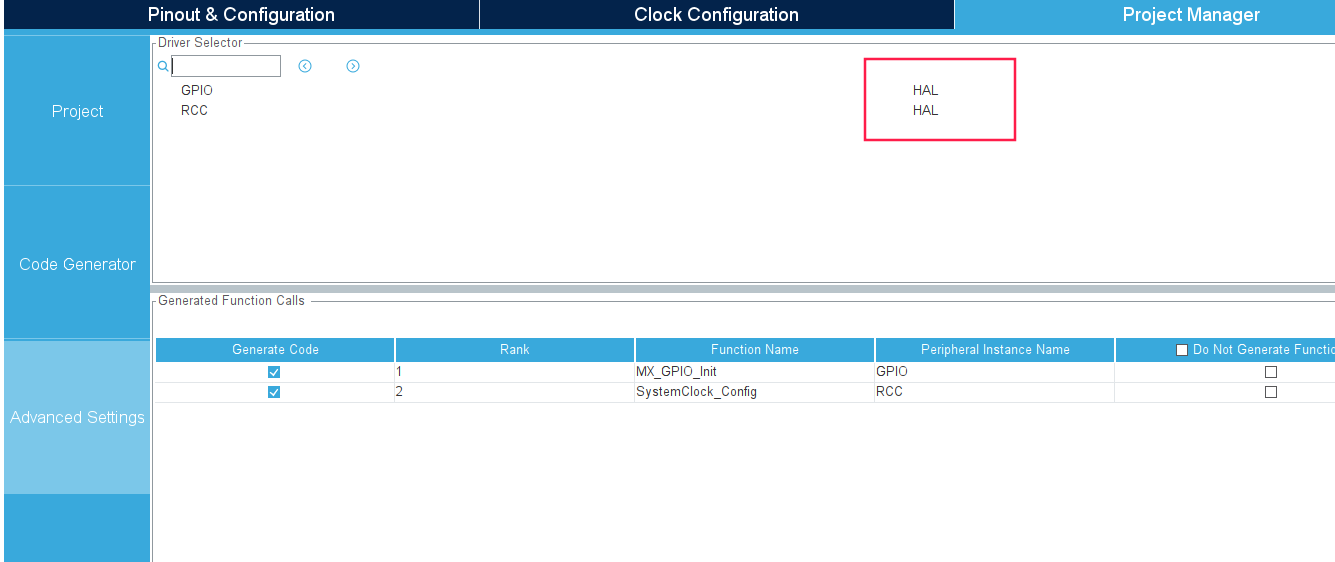 Pinout & Configuration Clock Configuration Project Manager
Driver Selector
GPIO HAL
RCC HAL
Project
Code Generator
Advanced Settings
Generated Function Calls
Generate Code Rank Function Name Peripheral Instance Name Do Not Generate Functio
1 MX_GPIO_Init GPIO
2 SystemClock_Config RCC